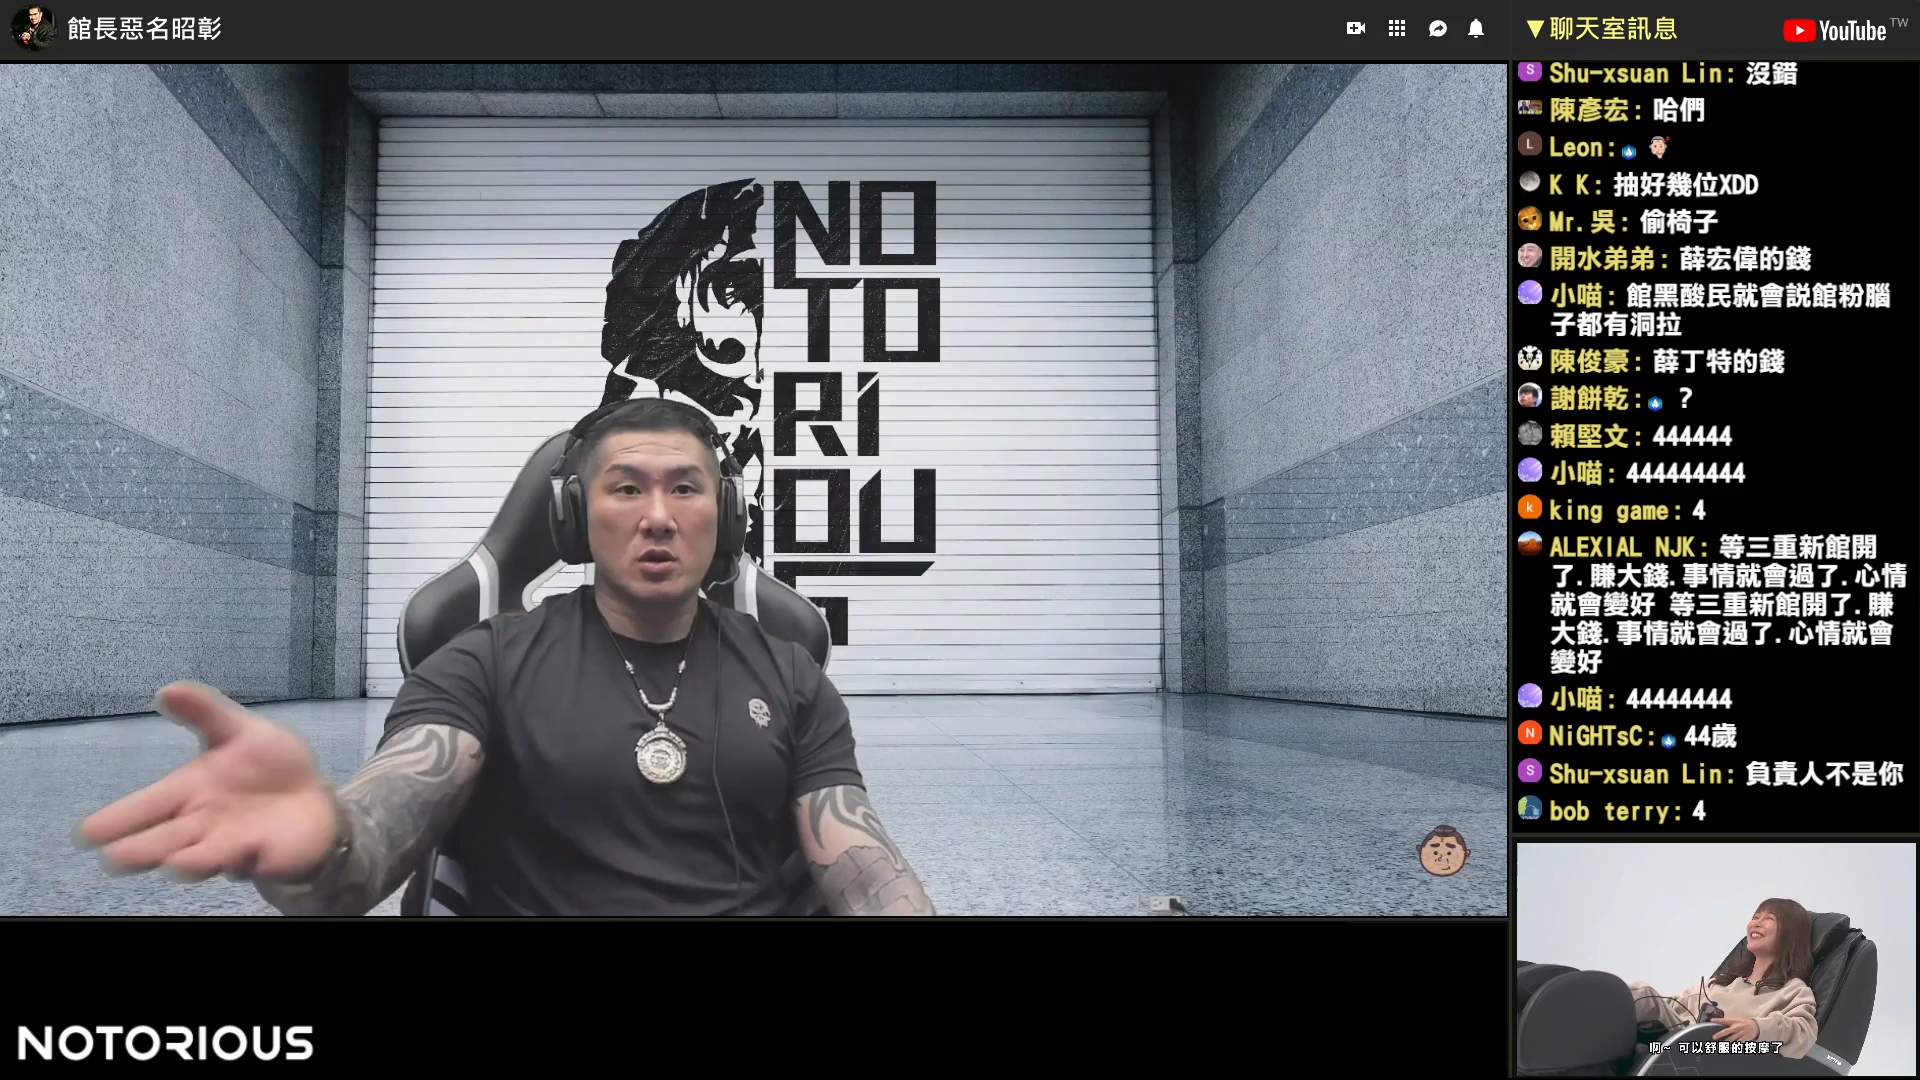 館長惡名昭彰
▼聊天室訊息
YouTube TW
NO
TO
RI
OU
S
Shu-xsuan Lin: 沒錯
陳彥宏: 哈們
Leon:
K K: 抽好幾位XDD
Mr.吳: 偷椅子
開水弟弟: 薛宏偉的錢
小喵: 館黑酸民就會説館粉腦
子都有洞拉
陳俊豪: 薛丁特的錢
謝餅乾: ？
賴堅文: 444444
小喵: 444444444
king game: 4
ALEXIAL NJK: 等三重新館開
了.賺大錢.事情就會過了.心情
就會變好 等三重新館開了.賺
大錢.事情就會過了.心情就會
變好
小喵: 44444444
NiGHTsC: 44歲
Shu-xsuan Lin: 負責人不是你
bob terry: 4
啊~ 可以舒服的按摩了
NOTORIOUS